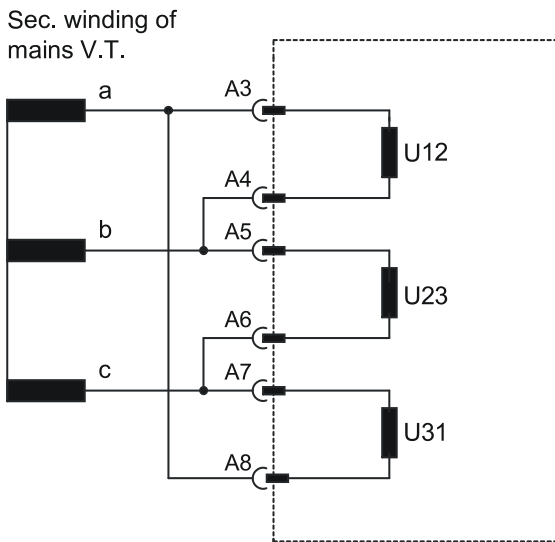 Sec. winding of
mains V.T.
a
A3
U12
A4
b
A5
U23
A6
c
A7
U31
A8